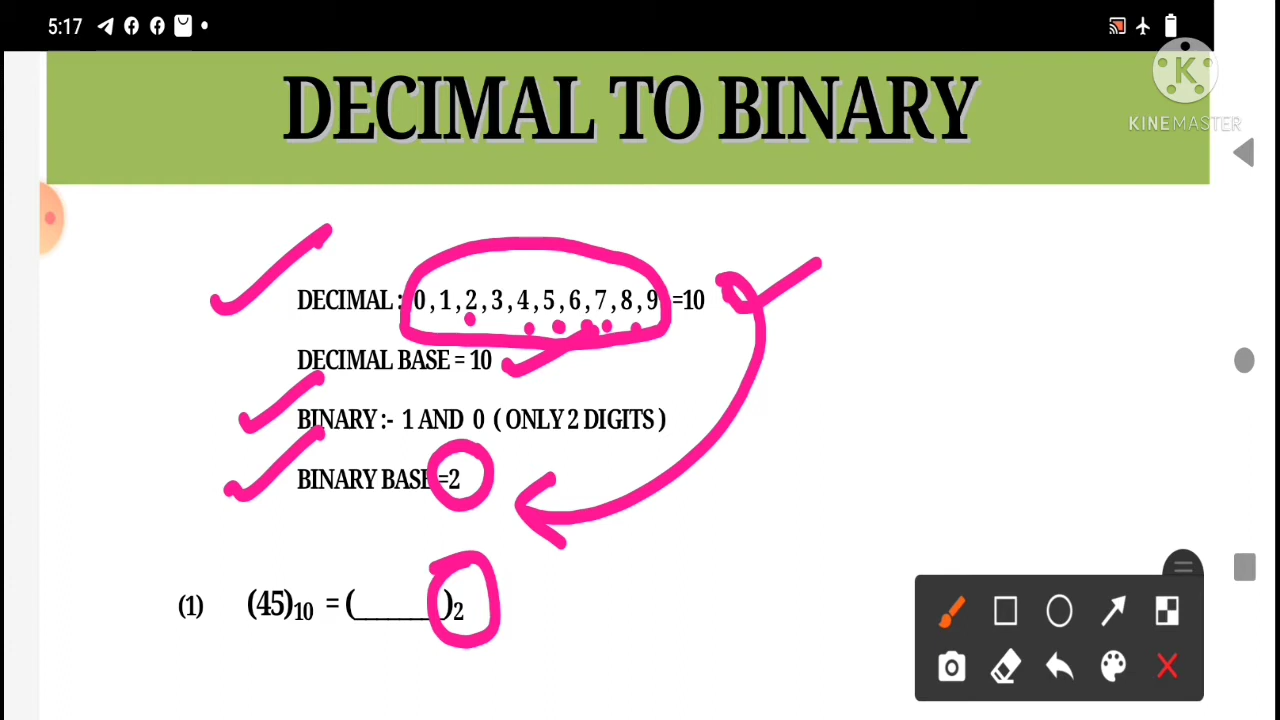 5:17
KINEMASTER
DECIMAL TO BINARY
DECIMAL : 0 , 1 , 2 , 3 , 4 , 5 , 6 , 7 , 8 , 9 =10
DECIMAL BASE = 10
BINARY :- 1 AND 0 ( ONLY 2 DIGITS )
BINARY BASE =2
(1) (45)10 = (________)2